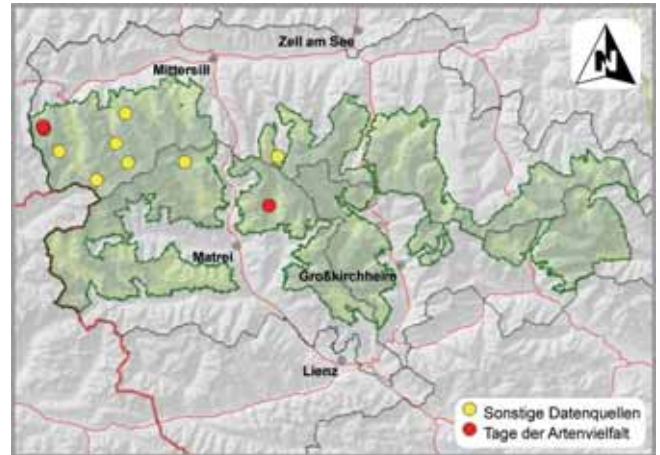 Zell am See
Mittersill
N
Matrei
Großkirchheim
Lienz
Sonstige Datenquellen
Tage der Artenvielfalt